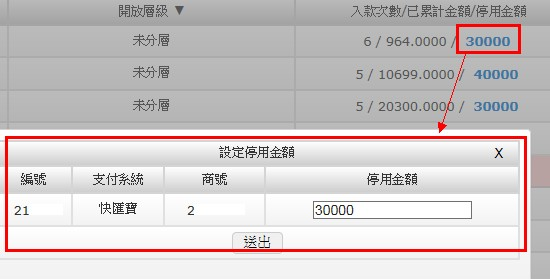 開放層級 ▼ 入款次數/已累計金額/停用金額
未分層 6 / 964.0000 / 30000
未分層 5 / 10699.0000 / 40000
未分層 5 / 20300.0000 / 30000
設定停用金額 X
編號 支付系統 商號 停用金額
21 快匯寶 2 30000
送出